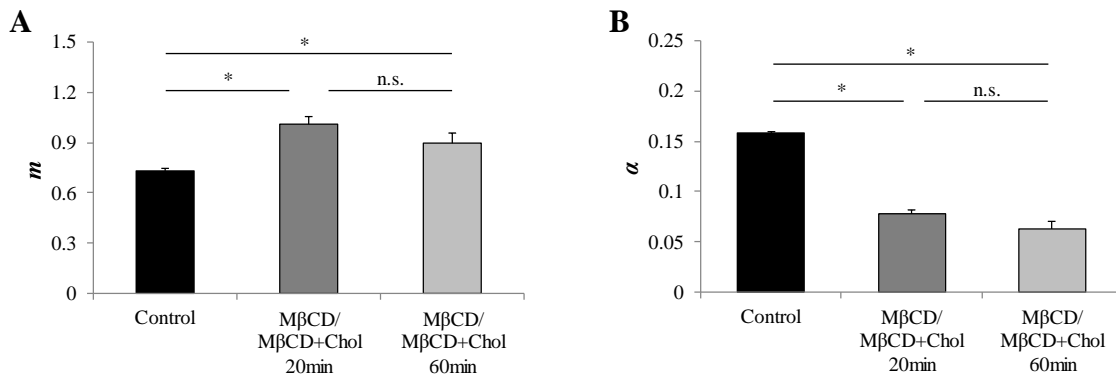 A
1.5
1.2
0.9
0.6
0.3
0
m
*
*
n.s.
Control
MβCD/
MβCD+Chol
20min
MβCD/
MβCD+Chol
60min
B
0.25
0.2
0.15
0.1
0.05
0
α
*
*
n.s.
Control
MβCD/
MβCD+Chol
20min
MβCD/
MβCD+Chol
60min